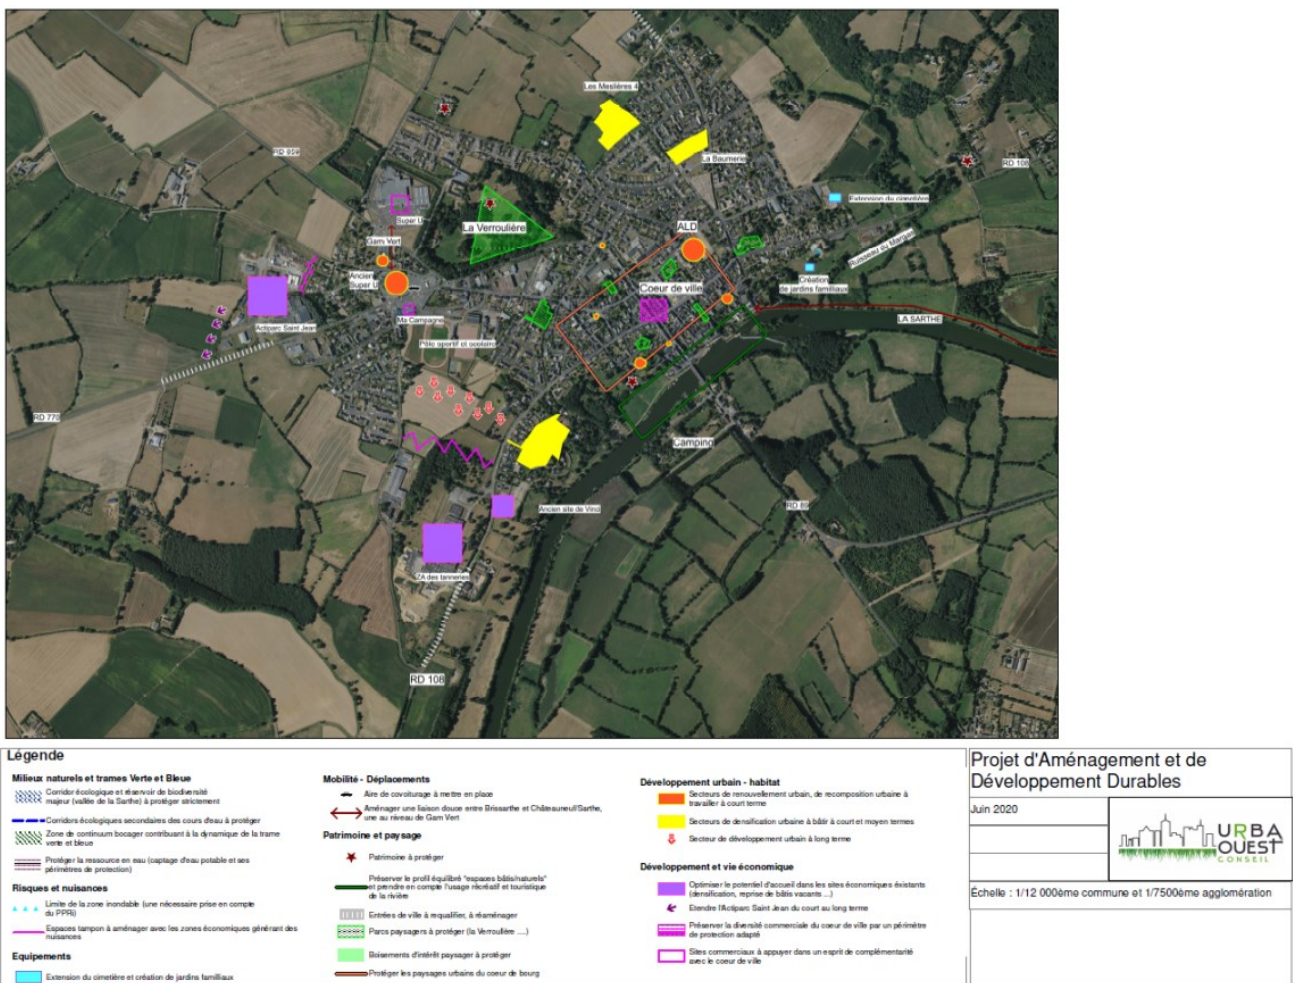 Les Meslières 4
RD 959
La Baumerie
RD 108
Super U
Extension du cimetière
La Verroulière
ALD
Gam Vert
Ruisseau du Margas
Ancien
Super U
Création
de jardins familliaux
Coeur de ville
Ma Campagne
LA SARTHE
Actiparc Saint Jean
Pôle sportif et scolaire
RD 770
Camping
Ancien site de Vinci
RD 89
ZA des tanneries
RD 108
Légende
Milieux naturels et trames Verte et Bleue
Corridor écologique et réservoir de biodiversité
majeur (vallée de la Sarthe) à protéger strictement
Corridors écologiques secondaires des cours d'eau à protéger
Zone de continuum bocager contribuant à la dynamique de la trame
verte et bleue
Protéger la ressource en eau (captage d'eau potable et ses
périmètres de protection)
Risques et nuisances
Limite de la zone inondable (une nécessaire prise en compte
du PPRi)
Espaces tampon à aménager avec les zones économiques générant des
nuisances
Equipements
Extension du cimetière et création de jardins familliaux
Mobilité - Déplacements
Aire de covoiturage à mettre en place
Aménager une liaison douce entre Brissarthe et Châteauneuf/Sarthe,
une au niveau de Gam Vert
Patrimoine et paysage
Patrimoine à protéger
Préserver le profil équilibré "espaces bâtis/naturels"
et prendre en compte l'usage récréatif et touristique
de la rivière
Entrées de ville à requalifier, à réaménager
Parcs paysagers à protéger (la Verroulière ....)
Boisements d'intérêt paysager à protéger
Protéger les paysages urbains du coeur de bourg
Développement urbain - habitat
Secteurs de renouvellement urbain, de recomposition urbaine à
travailler à court terme
Secteurs de densification urbaine à bâtir à court et moyen termes
Secteur de développement urbain à long terme
Développement et vie économique
Optimiser le potentiel d'accueil dans les sites économiques éxistants
(densification, reprise de bâtis vacants ...)
Etendre l'Actiparc Saint Jean du court au long terme
Préserver la diversité commerciale du coeur de ville par un périmètre
de protection adapté
Sites commerciaux à appuyer dans un esprit de complémentarité
avec le coeur de ville
Projet d'Aménagement et de
Développement Durables
Juin 2020
URBA
OUEST
CONSEIL
Échelle : 1/12 000ème commune et 1/7500ème agglomération